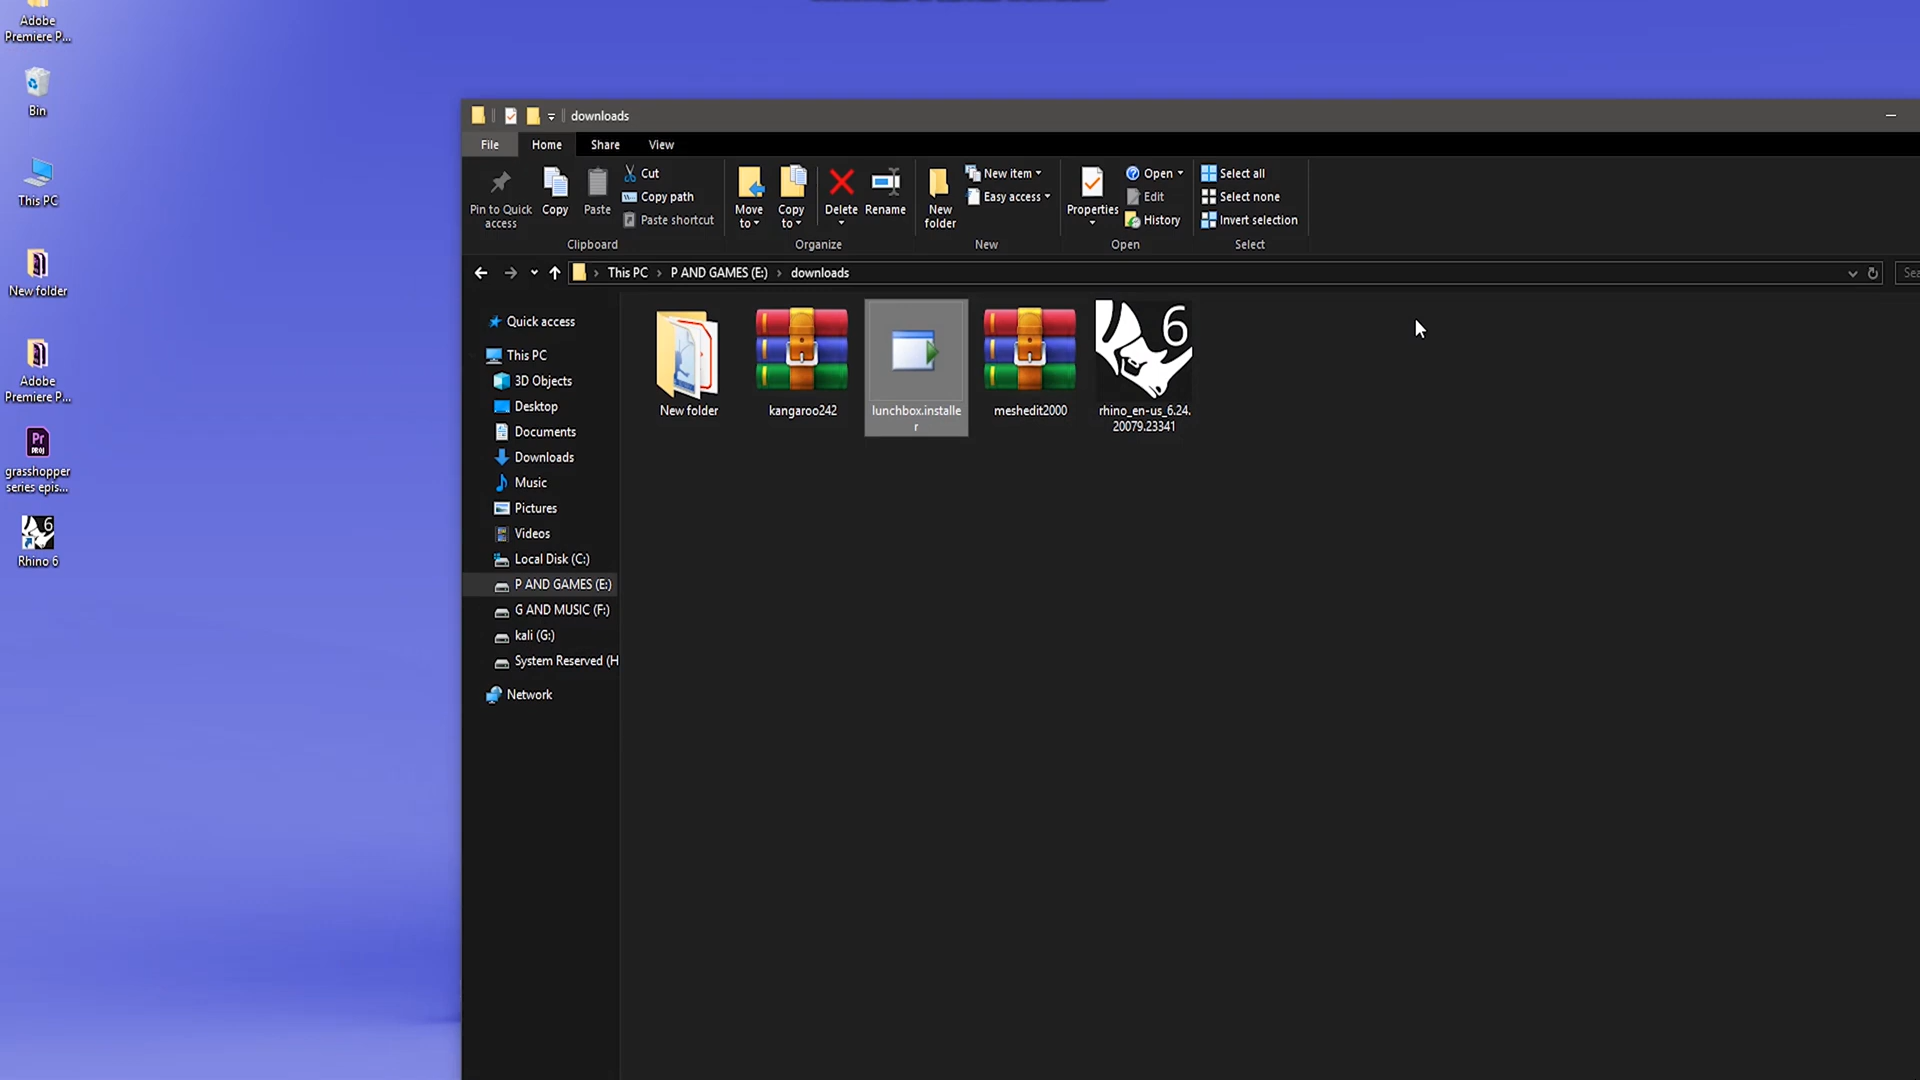 Adobe
Premiere P...
Bin
This PC
New folder
Adobe
Premiere P...
Pr
PROJ
grasshopper
series epis...
6
Rhino 6
downloads
File
Home
Share
View
Pin to Quick
access
Copy
Paste
Cut
Copy path
Paste shortcut
Clipboard
Move
to
Copy
to
Delete
Rename
Organize
New
folder
New item
Easy access
New
Properties
Open
Edit
History
Open
Select all
Select none
Invert selection
Select
This PC
P AND GAMES (E:)
downloads
Sea
Quick access
This PC
3D Objects
Desktop
Documents
Downloads
Music
Pictures
Videos
Local Disk (C:)
P AND GAMES (E:)
G AND MUSIC (F:)
kali (G:)
System Reserved (H
Network
New folder
kangaroo242
lunchbox.installe
r
meshedit2000
6
rhino_en-us_6.24.
20079.23341